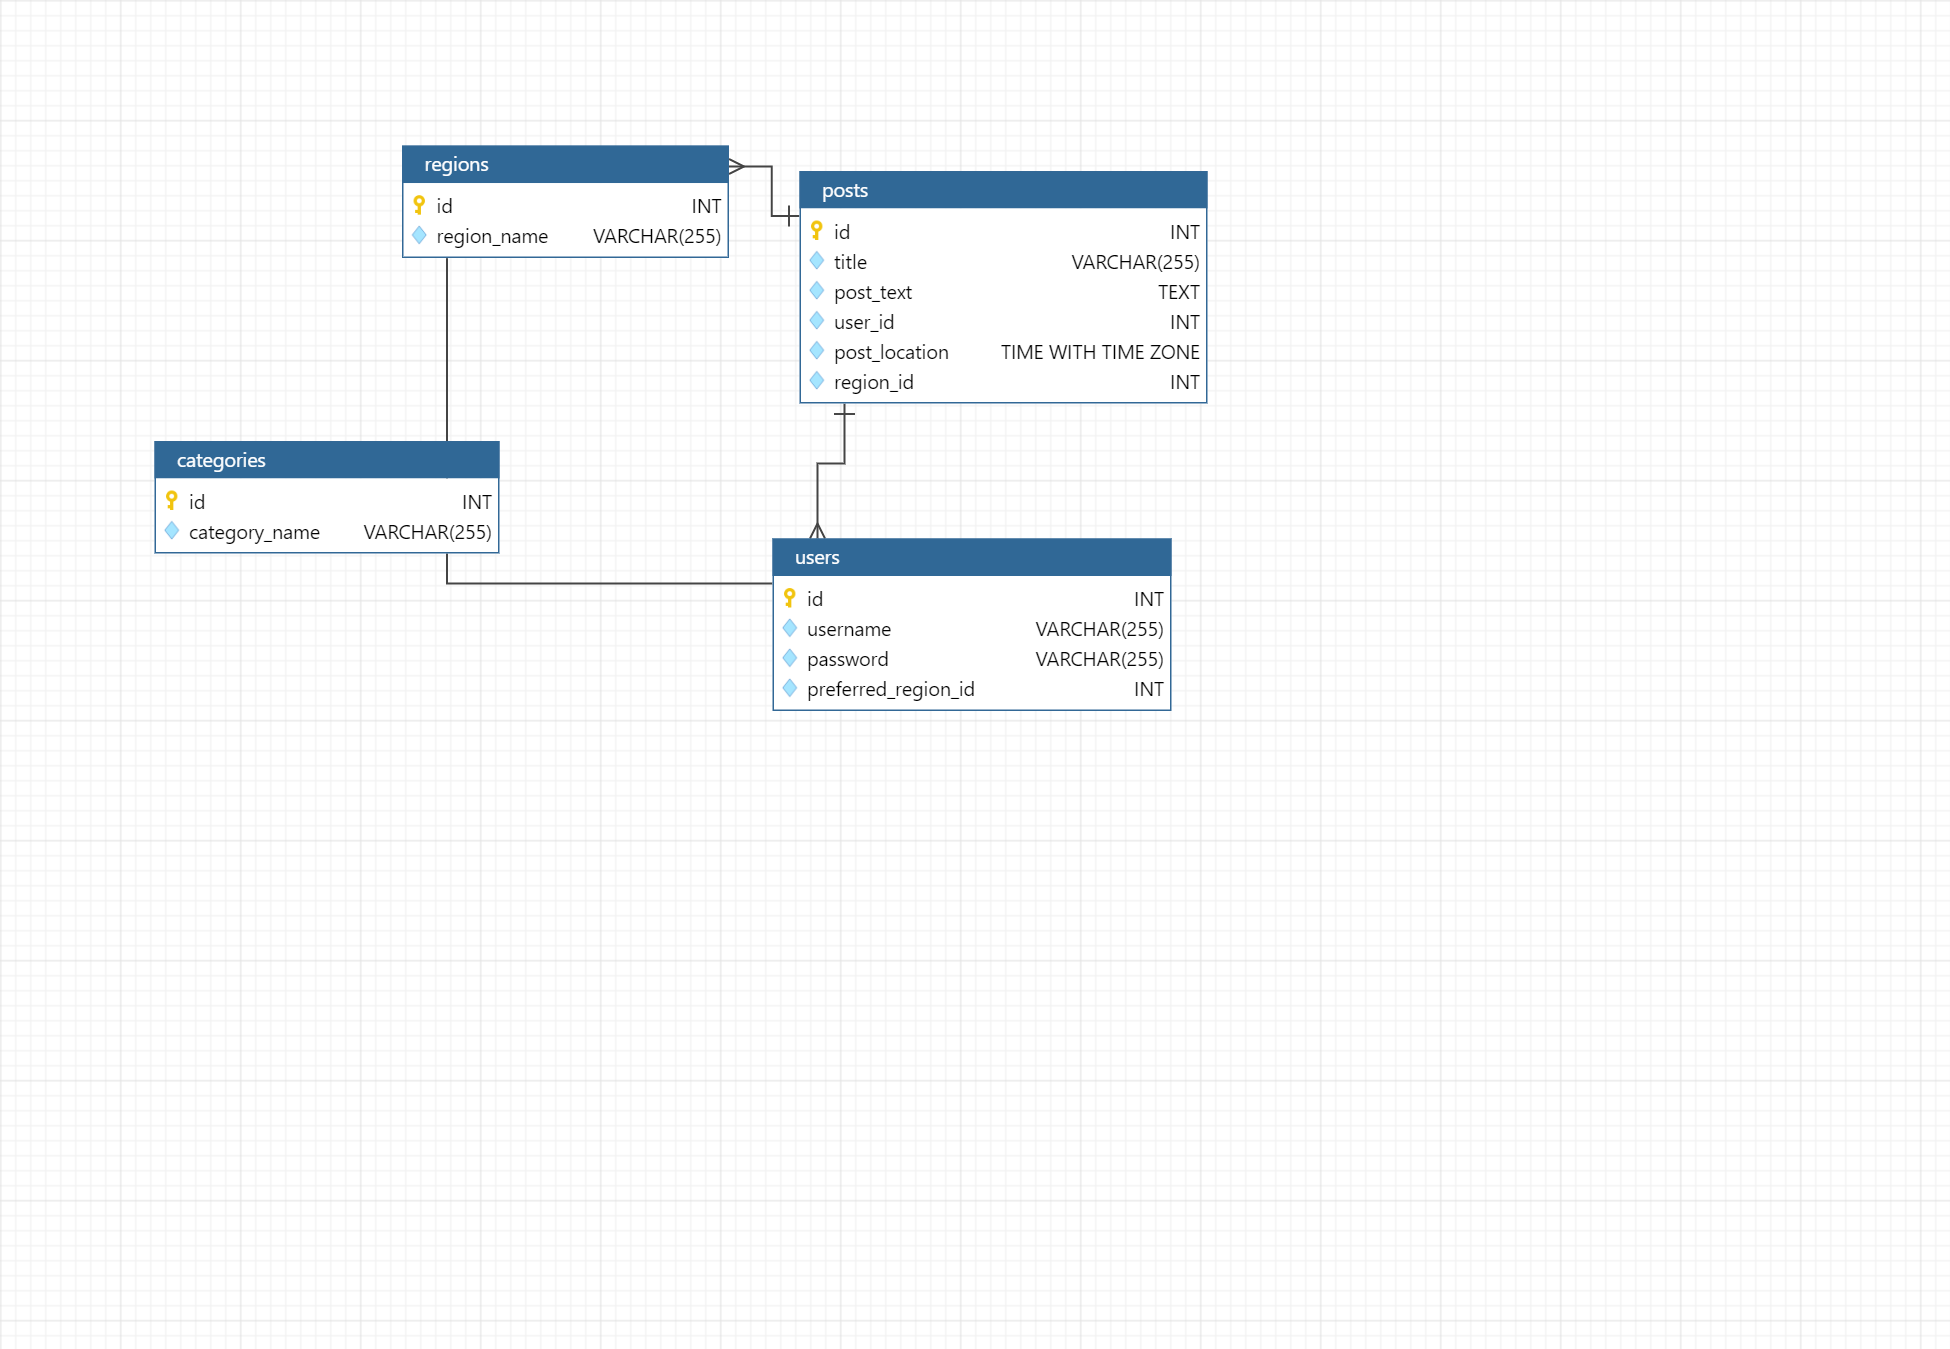 regions
id INT
region_name VARCHAR(255)
posts
id INT
title VARCHAR(255)
post_text TEXT
user_id INT
post_location TIME WITH TIME ZONE
region_id INT
categories
id INT
category_name VARCHAR(255)
users
id INT
username VARCHAR(255)
password VARCHAR(255)
preferred_region_id INT